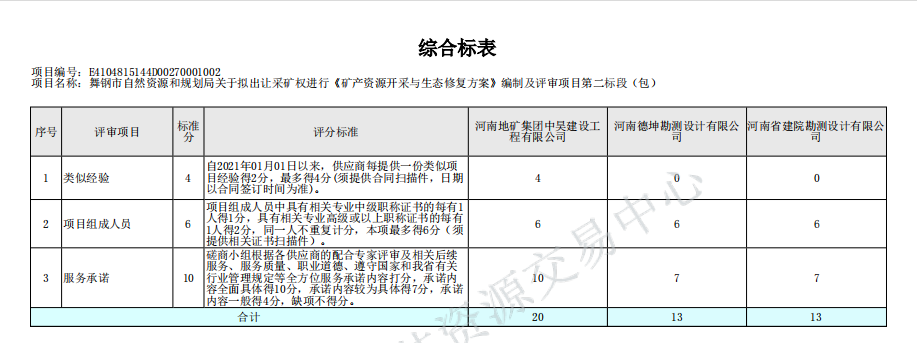 综合标表
项目编号：E4104815144D00270001002
项目名称：舞钢市自然资源和规划局关于拟出让采矿权进行《矿产资源开采与生态修复方案》编制及评审项目第二标段（包）
序号 评审项目 标准分 评分标准 河南地矿集团中昊建设工程有限公司 河南德坤勘测设计有限公司 河南省建院勘测设计有限公司
1 类似经验 4
自2021年01月01日以来，供应商每提供一份类似项
目经验得2分，最多得4分(须提供合同扫描件，日期
以合同签订时间为准)。
4 0 0
2 项目组成人员 6
项目组成人员中具有相关专业中级职称证书的每有1
人得1分，具有相关专业高级或以上职称证书的每有
1人得2分，同一人不重复计分，本项最多得6分（须
提供相关证书扫描件）。
6 6 6
3 服务承诺 10
磋商小组根据各供应商的配合专家评审及相关后续
服务、服务质量、职业道德、遵守国家和我省有关
行业管理规定等全方位服务承诺内容打分，承诺内
容全面具体得10分，承诺内容较为具体得7分，承诺
内容一般得4分，缺项不得分。
10 7 7
合计 20 13 13
资源交易中心